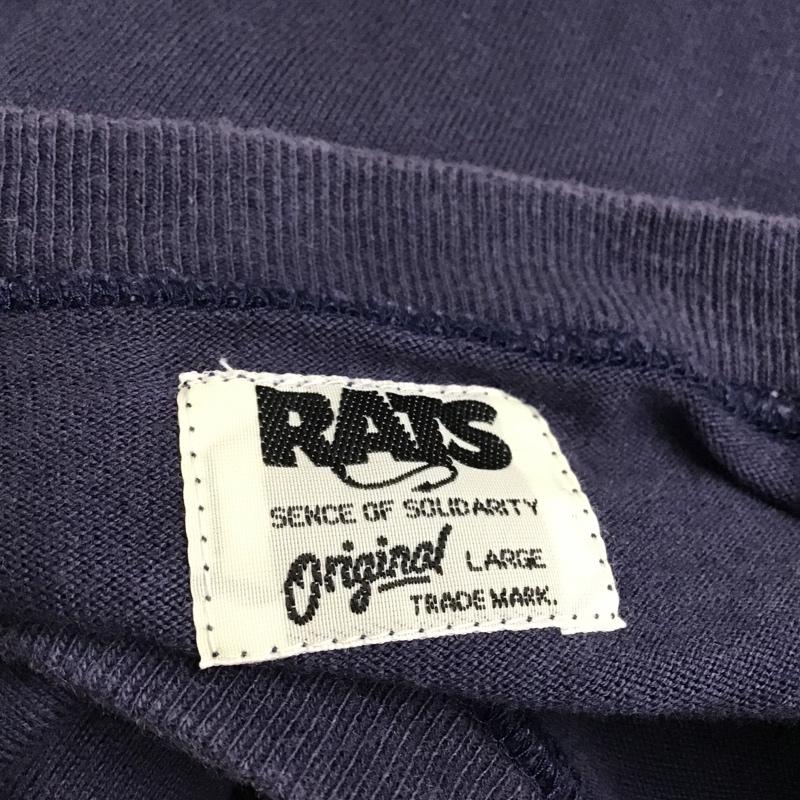 RATS
SENCE OF SOLIDARITY
Original LARGE
TRADE MARK.